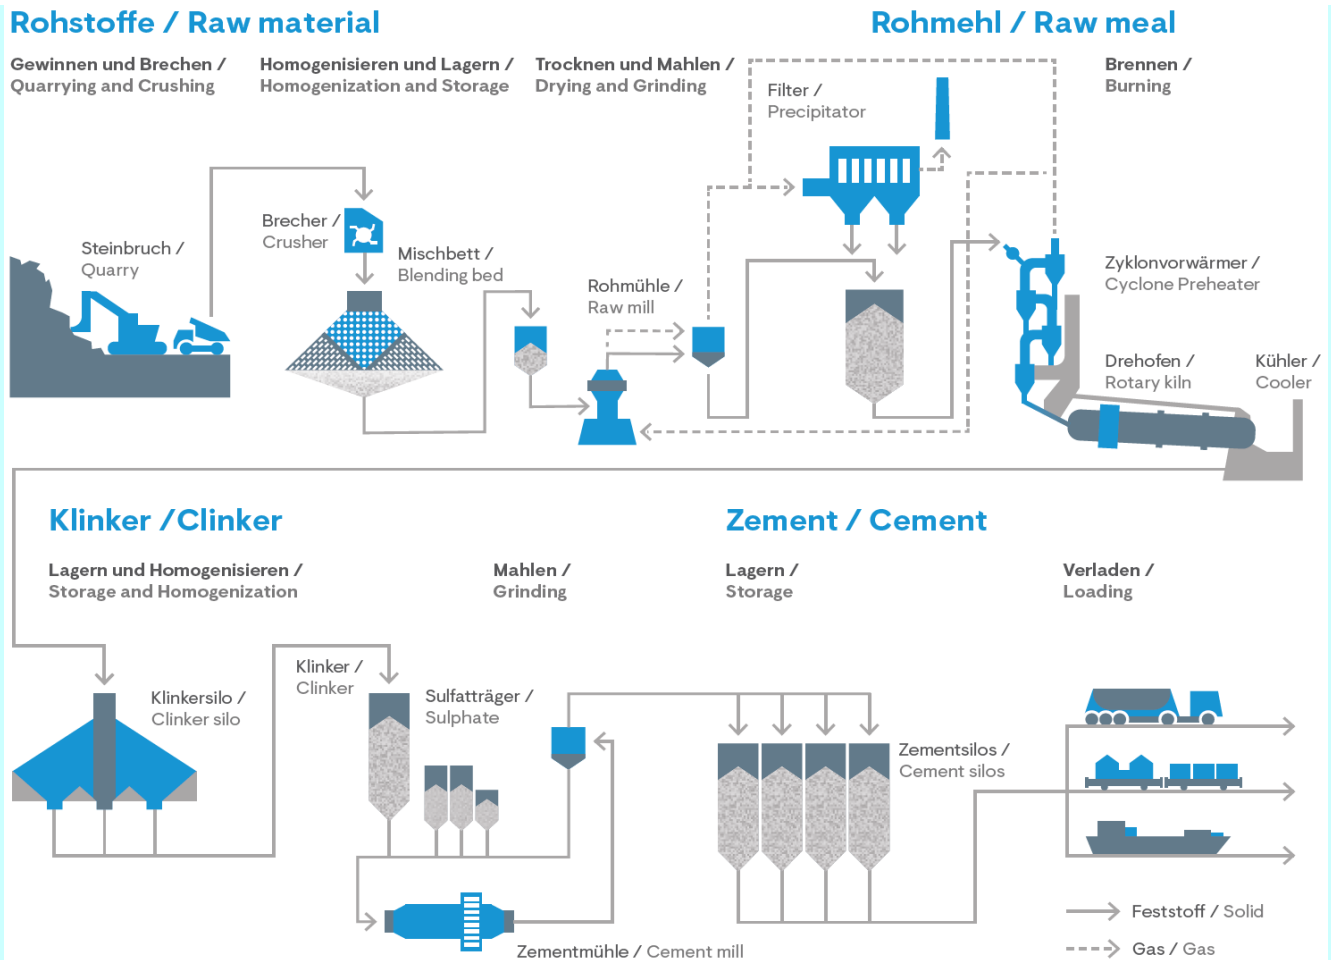 Rohstoffe / Raw material
Rohmehl / Raw meal
Gewinnen und Brechen /
Quarrying and Crushing
Homogenisieren und Lagern /
Homogenization and Storage
Trocknen und Mahlen /
Drying and Grinding
Brennen /
Burning
Filter /
Precipitator
Brecher /
Crusher
Steinbruch /
Quarry
Mischbett /
Blending bed
Rohmühle /
Raw mill
Zyklonvorwärmer /
Cyclone Preheater
Drehofen /
Rotary kiln
Kühler /
Cooler
Klinker /Clinker
Zement / Cement
Lagern und Homogenisieren /
Storage and Homogenization
Mahlen /
Grinding
Lagern /
Storage
Verladen /
Loading
Klinkersilo /
Clinker silo
Klinker /
Clinker
Sulfatträger /
Sulphate
Zementsilos /
Cement silos
Zementmühle / Cement mill
Feststoff / Solid
Gas / Gas